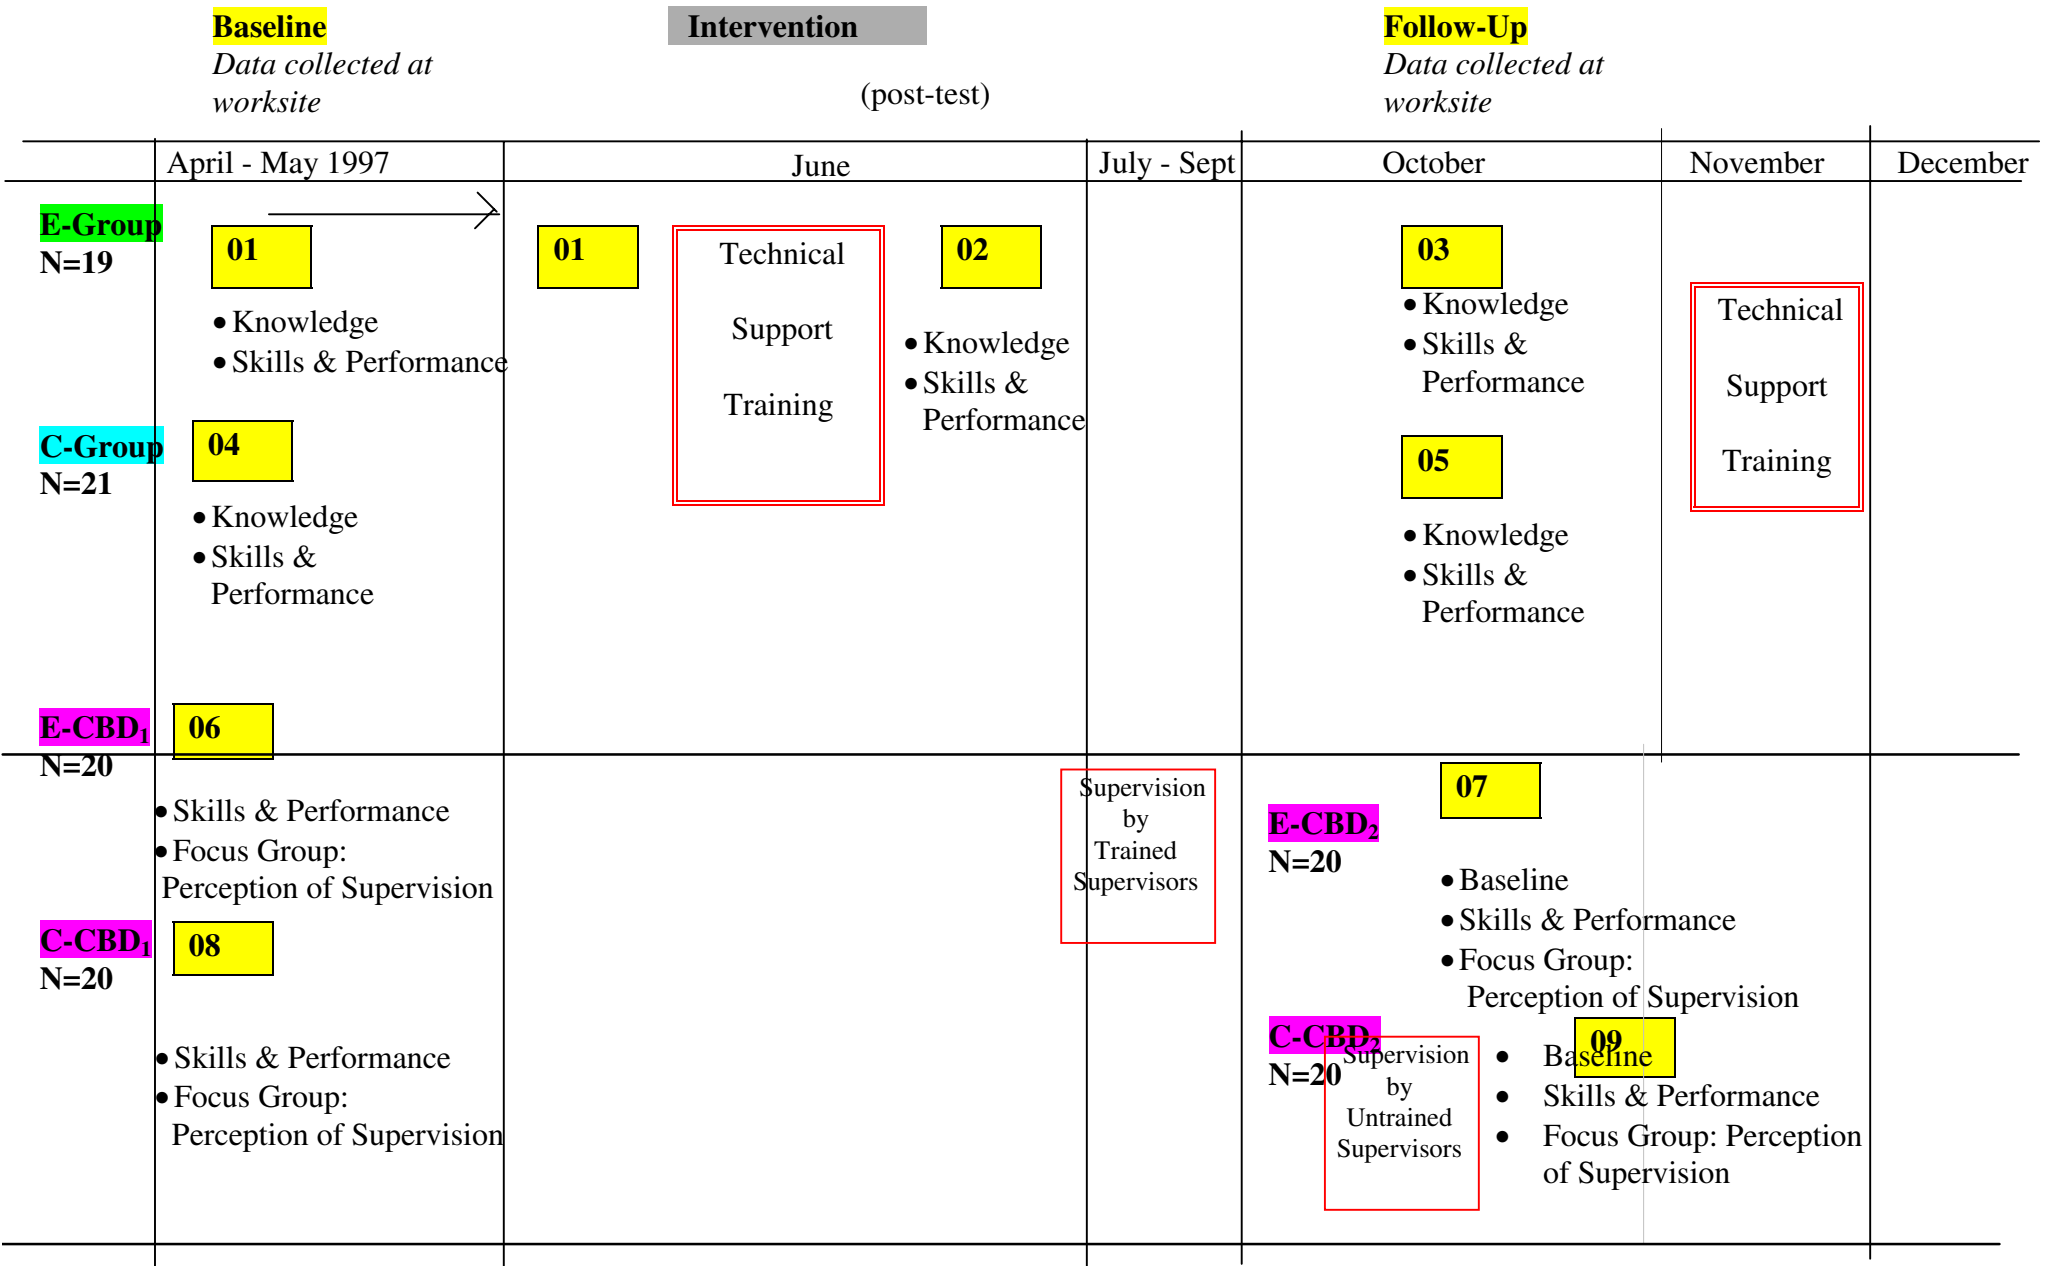 Baseline
Data collected at
worksite
Intervention
(post-test)
Follow-Up
Data collected at
worksite
April - May 1997
June
July - Sept
October
November
December
E-Group
N=19
01
• Knowledge
• Skills & Performance
01
Technical
Support
Training
02
• Knowledge
• Skills &
Performance
03
• Knowledge
• Skills &
Performance
Technical
Support
Training
C-Group
N=21
04
• Knowledge
• Skills &
Performance
05
• Knowledge
• Skills &
Performance
E-CBD₁
N=20
06
• Skills & Performance
• Focus Group:
Perception of Supervision
Supervision
by
Trained
Supervisors
E-CBD₂
N=20
07
• Baseline
• Skills & Performance
• Focus Group:
Perception of Supervision
C-CBD₁
N=20
08
• Skills & Performance
• Focus Group:
Perception of Supervision
C-CBD₂
N=20
Supervision
by
Untrained
Supervisors
09
• Baseline
• Skills & Performance
• Focus Group: Perception
of Supervision